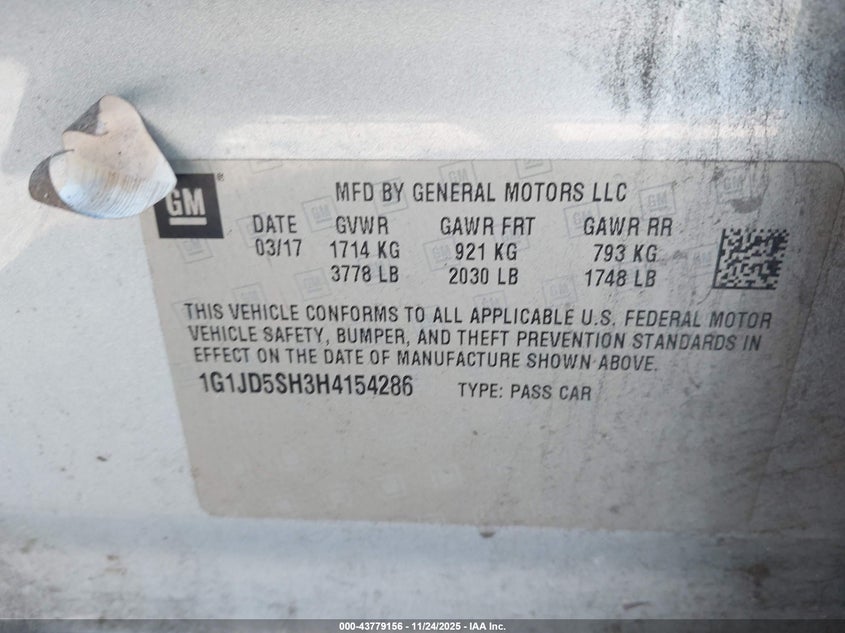 GM ®
MFD BY GENERAL MOTORS LLC
DATE GVWR GAWR FRT GAWR RR
03/17 1714 KG 921 KG 793 KG
3778 LB 2030 LB 1748 LB
THIS VEHICLE CONFORMS TO ALL APPLICABLE U.S. FEDERAL MOTOR
VEHICLE SAFETY, BUMPER, AND THEFT PREVENTION STANDARDS IN
EFFECT ON THE DATE OF MANUFACTURE SHOWN ABOVE.
1G1JD5SH3H4154286 TYPE: PASS CAR
000-43779156 - 11/24/2025 - IAA Inc.